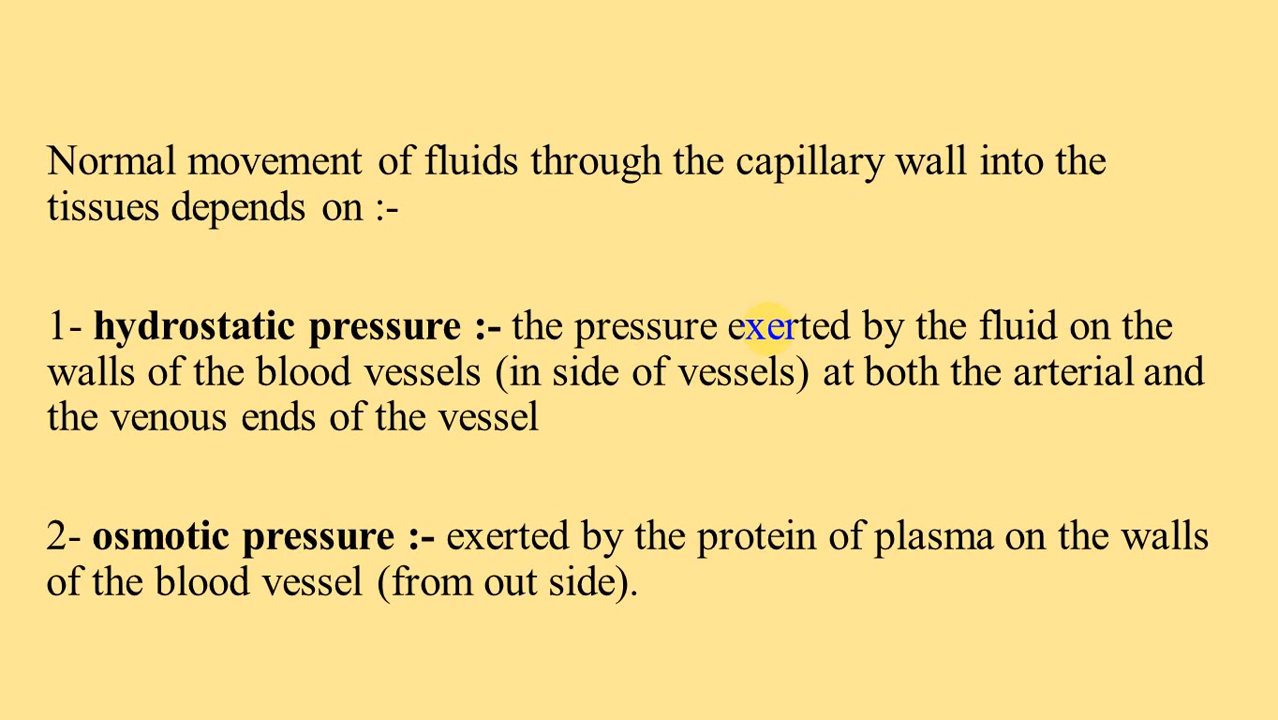 Normal movement of fluids through the capillary wall into the
tissues depends on :-
1- hydrostatic pressure :- the pressure exerted by the fluid on the
walls of the blood vessels (in side of vessels) at both the arterial and
the venous ends of the vessel
2- osmotic pressure :- exerted by the protein of plasma on the walls
of the blood vessel (from out side).